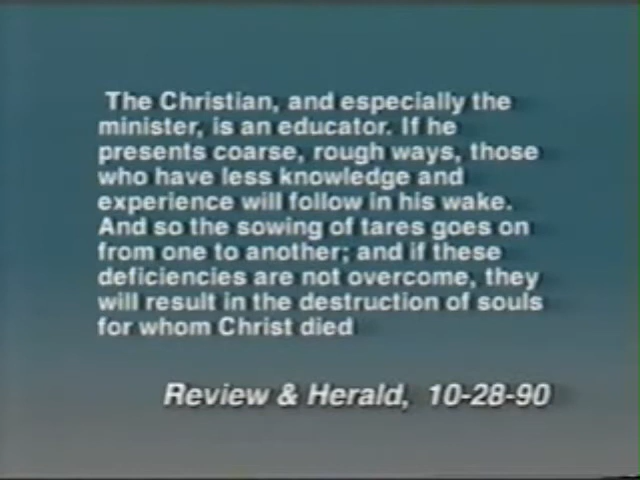 The Christian, and especially the
minister, is an educator. If he
presents coarse, rough ways, those
who have less knowledge and
experience will follow in his wake.
And so the sowing of tares goes on
from one to another; and if these
deficiencies are not overcome, they
will result in the destruction of souls
for whom Christ died
Review & Herald, 10-28-90